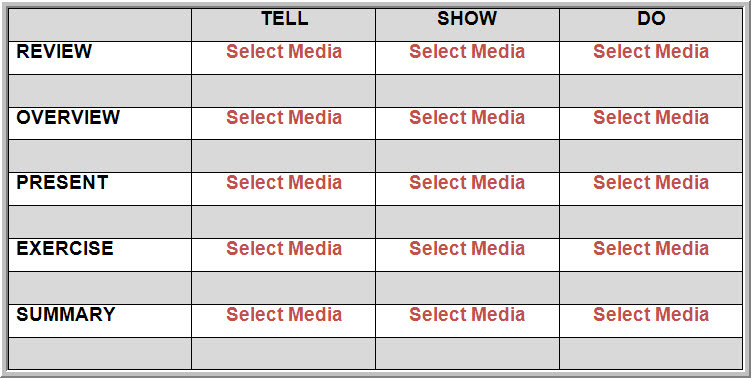 TELL SHOW DO
REVIEW Select Media Select Media Select Media
OVERVIEW Select Media Select Media Select Media
PRESENT Select Media Select Media Select Media
EXERCISE Select Media Select Media Select Media
SUMMARY Select Media Select Media Select Media